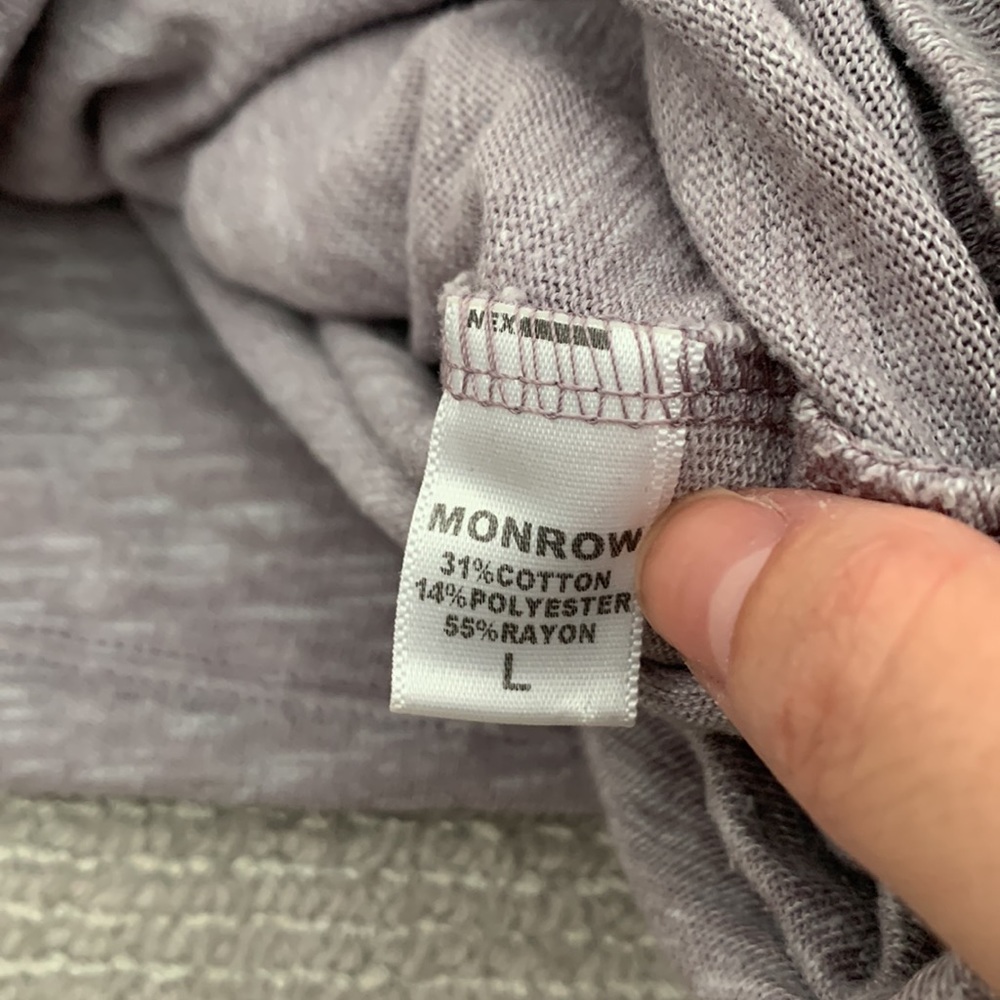 MONROW
31%COTTON
14%POLYESTER
55%RAYON
L